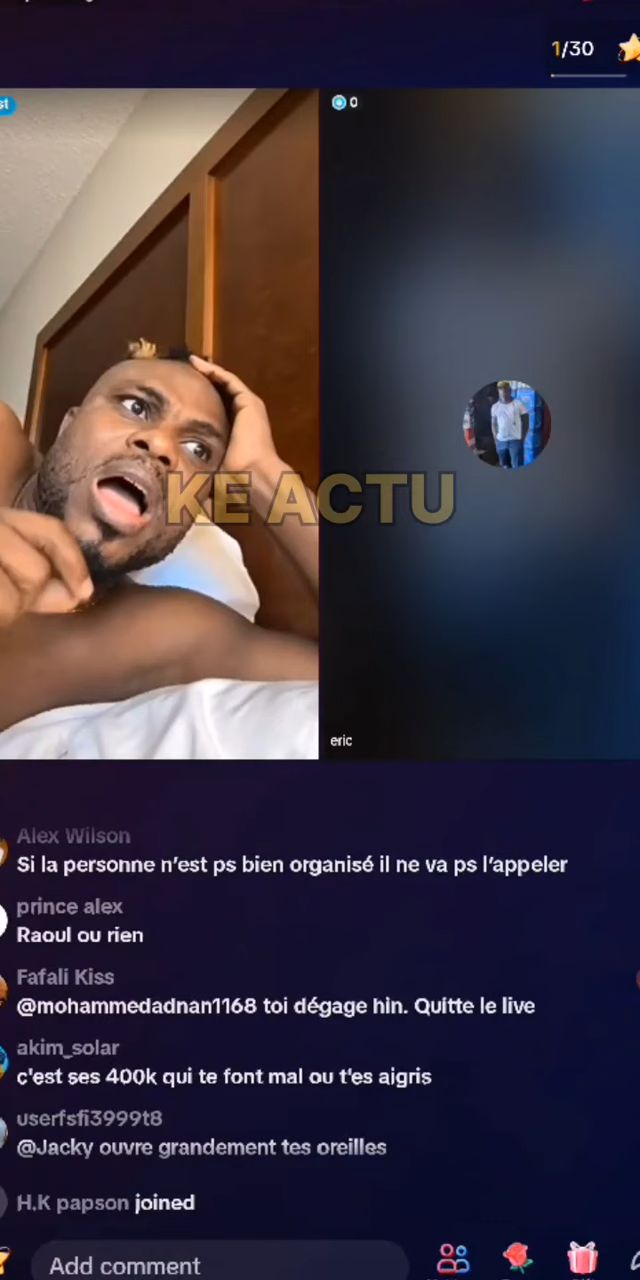 1/30
st
0
KE ACTU
eric
Alex Wilson
Si la personne n'est ps bien organisé il ne va ps l'appeler
prince alex
Raoul ou rien
Fafali Kiss
@mohammedadnan1168 toi dégage hìn. Quitte le live
akim_solar
c'est ses 400k qui te font mal ou t'es aigris
userfsfi3999t8
@Jacky ouvre grandement tes oreilles
H.K papson joined
Add comment